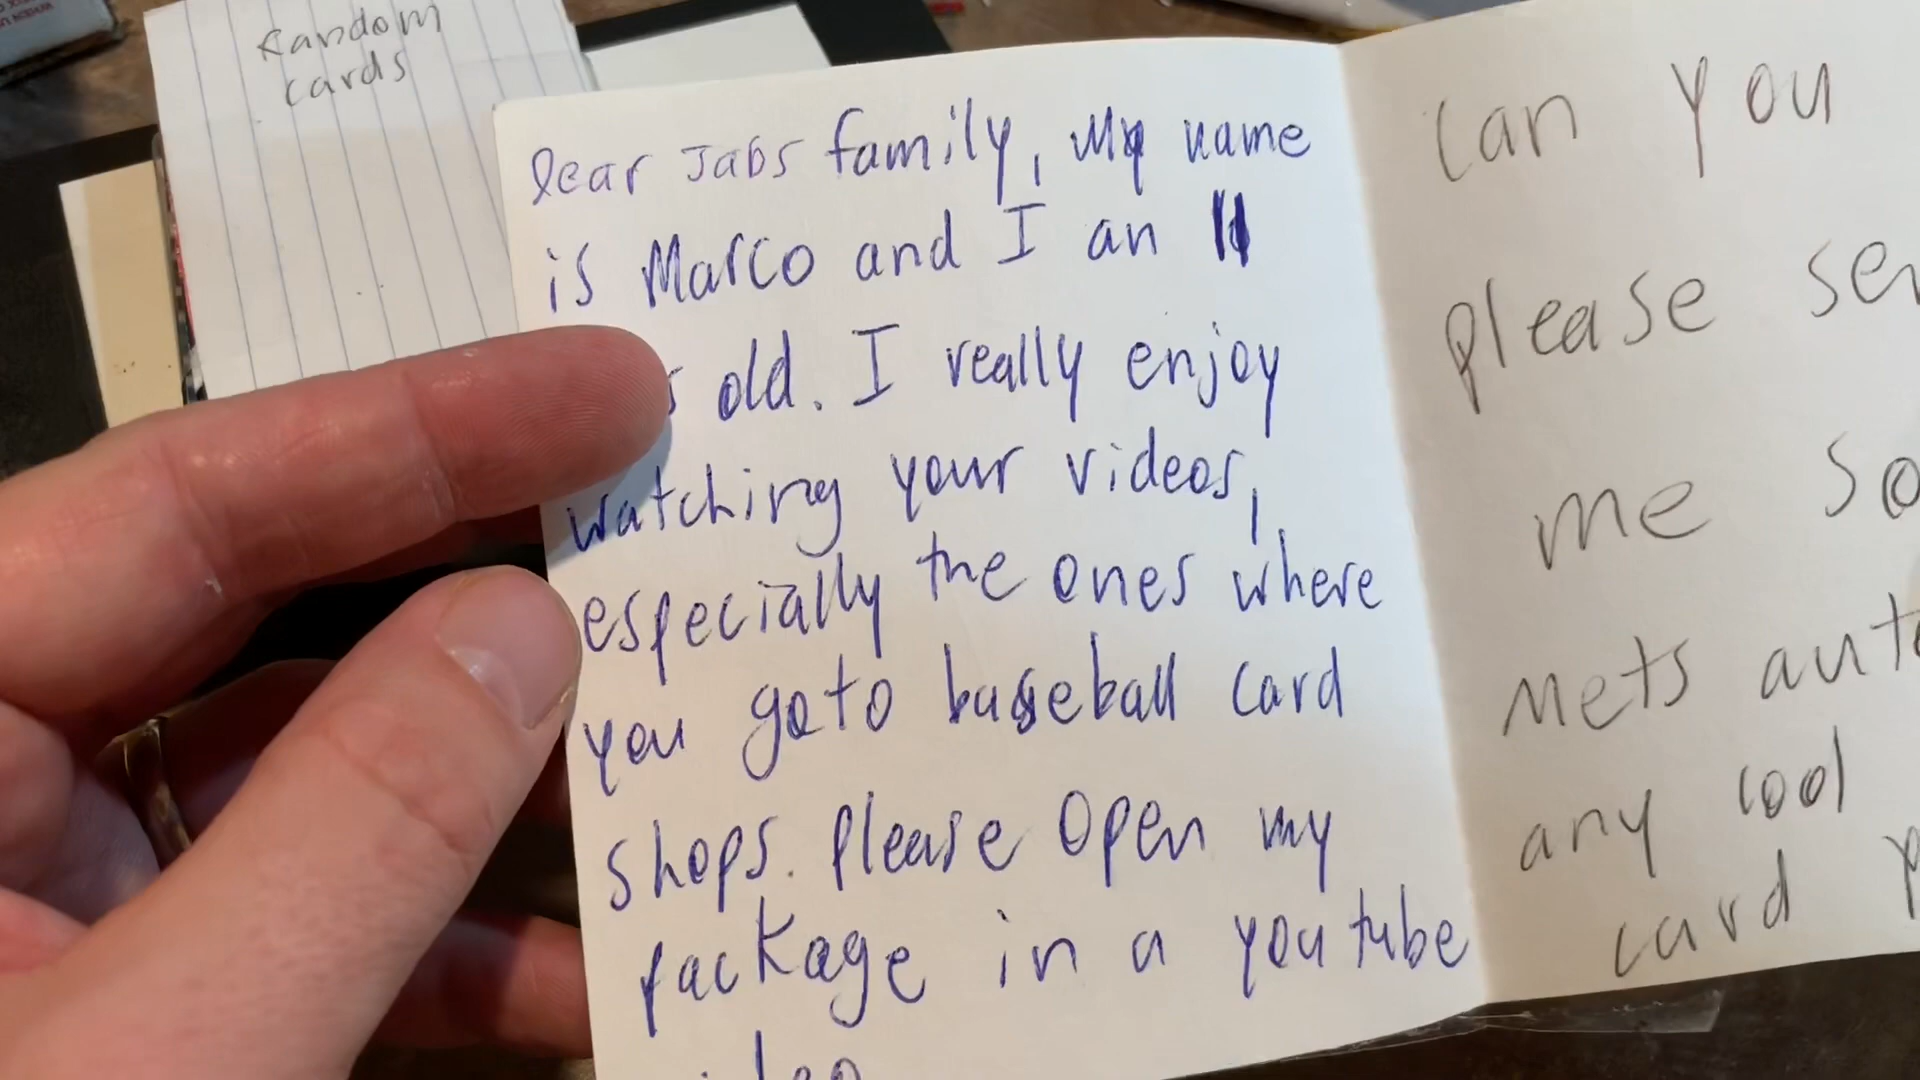 Random
cards
Dear Jabs family, My name
is Marco and I an 11
old. I really enjoy
watching your videos,
especially the ones where
you goto baseball card
shops. Please open my
package in a youtube
Can you
please
me
Mets
any cool
card